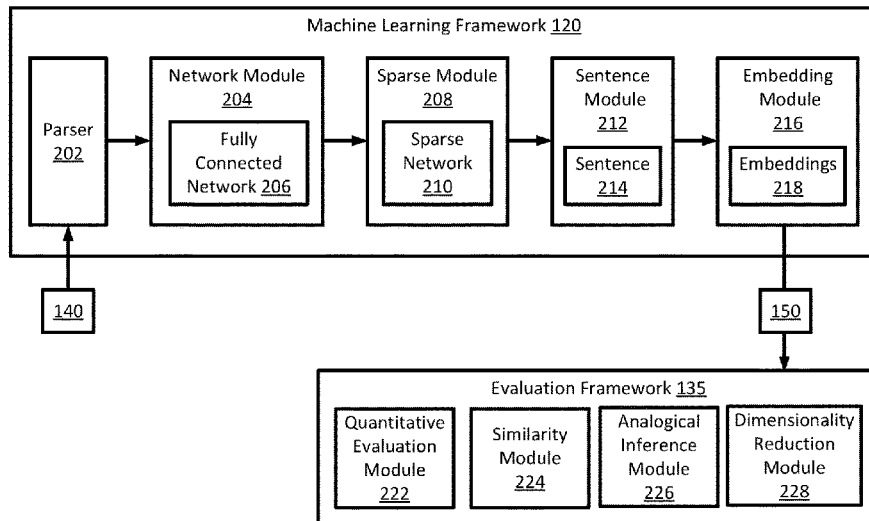 Machine Learning Framework 120
Parser
202
Network Module
204
Fully
Connected
Network 206
Sparse Module
208
Sparse
Network
210
Sentence
Module
212
Sentence
214
Embedding
Module
216
Embeddings
218
140
150
Evaluation Framework 135
Quantitative
Evaluation
Module
222
Similarity
Module
224
Analogical
Inference
Module
226
Dimensionality
Reduction
Module
228